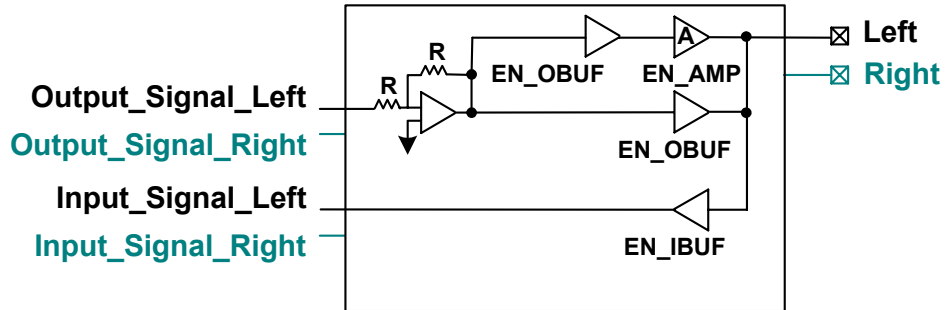 Left
R
A
R
EN_OBUF
EN_AMP
Right
Output_Signal_Left
Output_Signal_Right
EN_OBUF
Input_Signal_Left
Input_Signal_Right
EN_IBUF